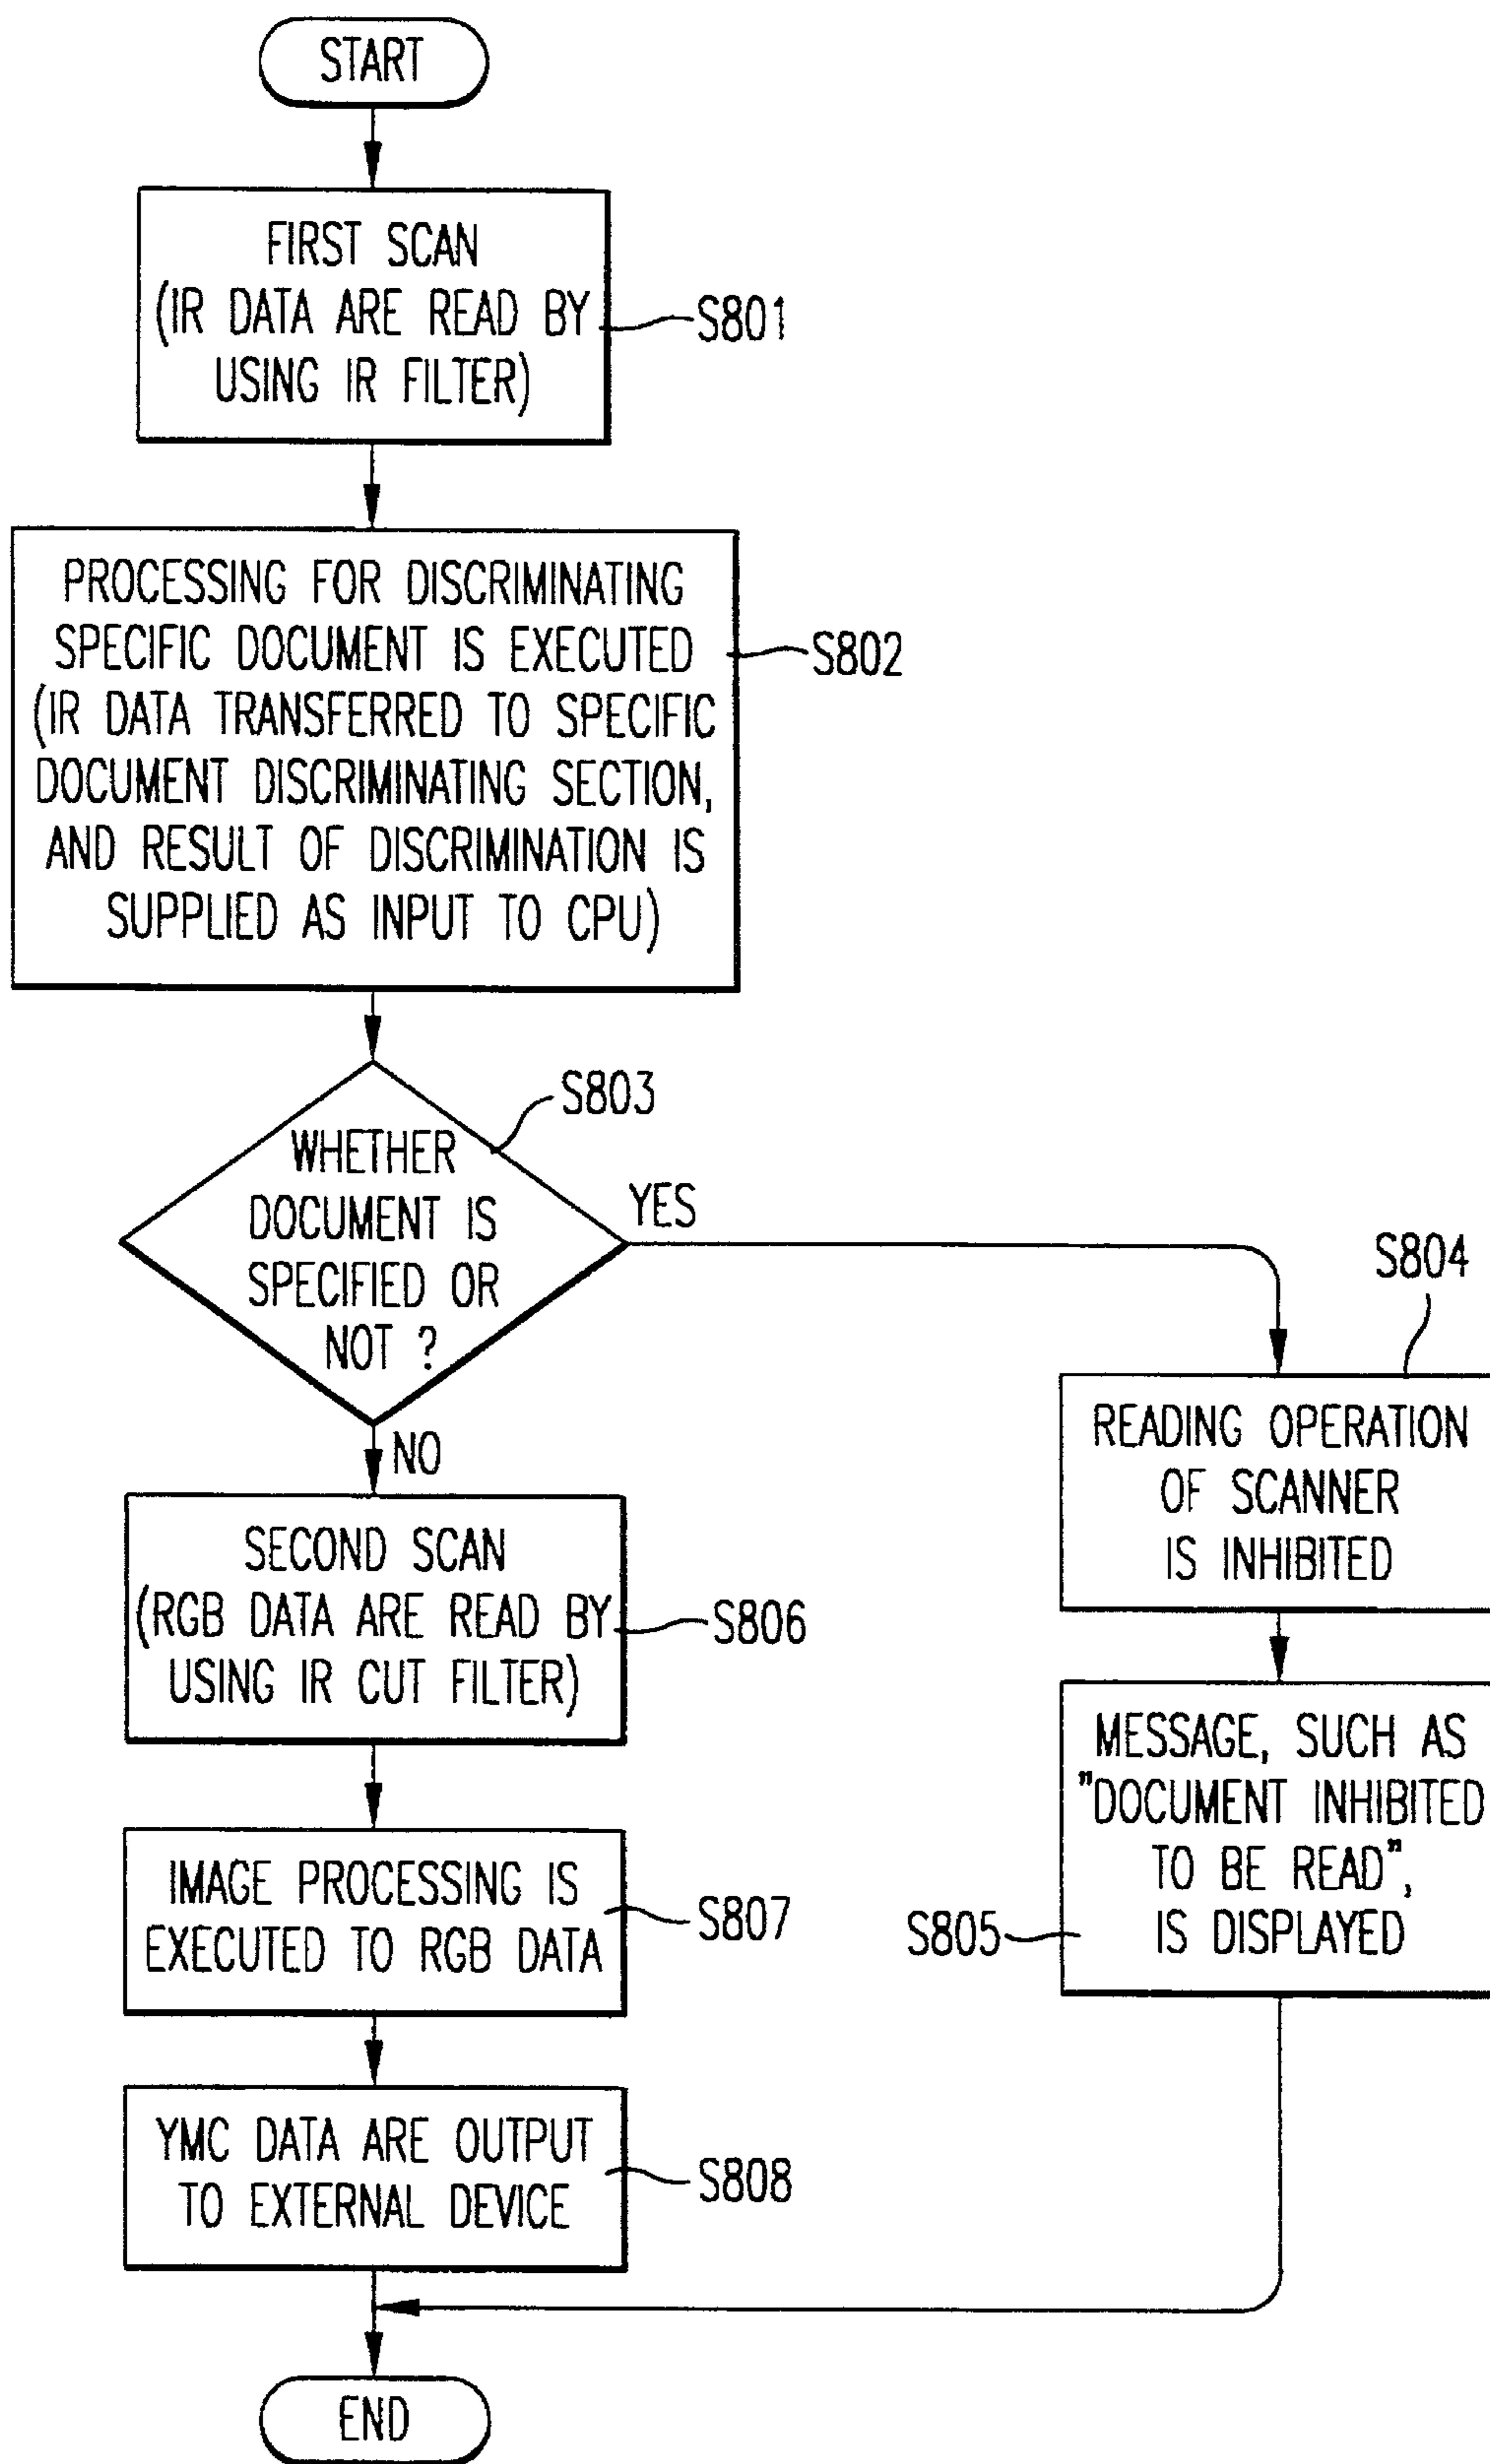 START
FIRST SCAN
(IR DATA ARE READ BY
USING IR FILTER)
S801
PROCESSING FOR DISCRIMINATING
SPECIFIC DOCUMENT IS EXECUTED
(IR DATA TRANSFERRED TO SPECIFIC
DOCUMENT DISCRIMINATING SECTION,
AND RESULT OF DISCRIMINATION IS
SUPPLIED AS INPUT TO CPU)
S802
S803
WHETHER
DOCUMENT IS
SPECIFIED OR
NOT ?
YES
NO
S804
READING OPERATION
OF SCANNER
IS INHIBITED
SECOND SCAN
(RGB DATA ARE READ BY
USING IR CUT FILTER)
S806
MESSAGE, SUCH AS
"DOCUMENT INHIBITED
TO BE READ",
IS DISPLAYED
S805
IMAGE PROCESSING IS
EXECUTED TO RGB DATA
S807
YMC DATA ARE OUTPUT
TO EXTERNAL DEVICE
S808
END